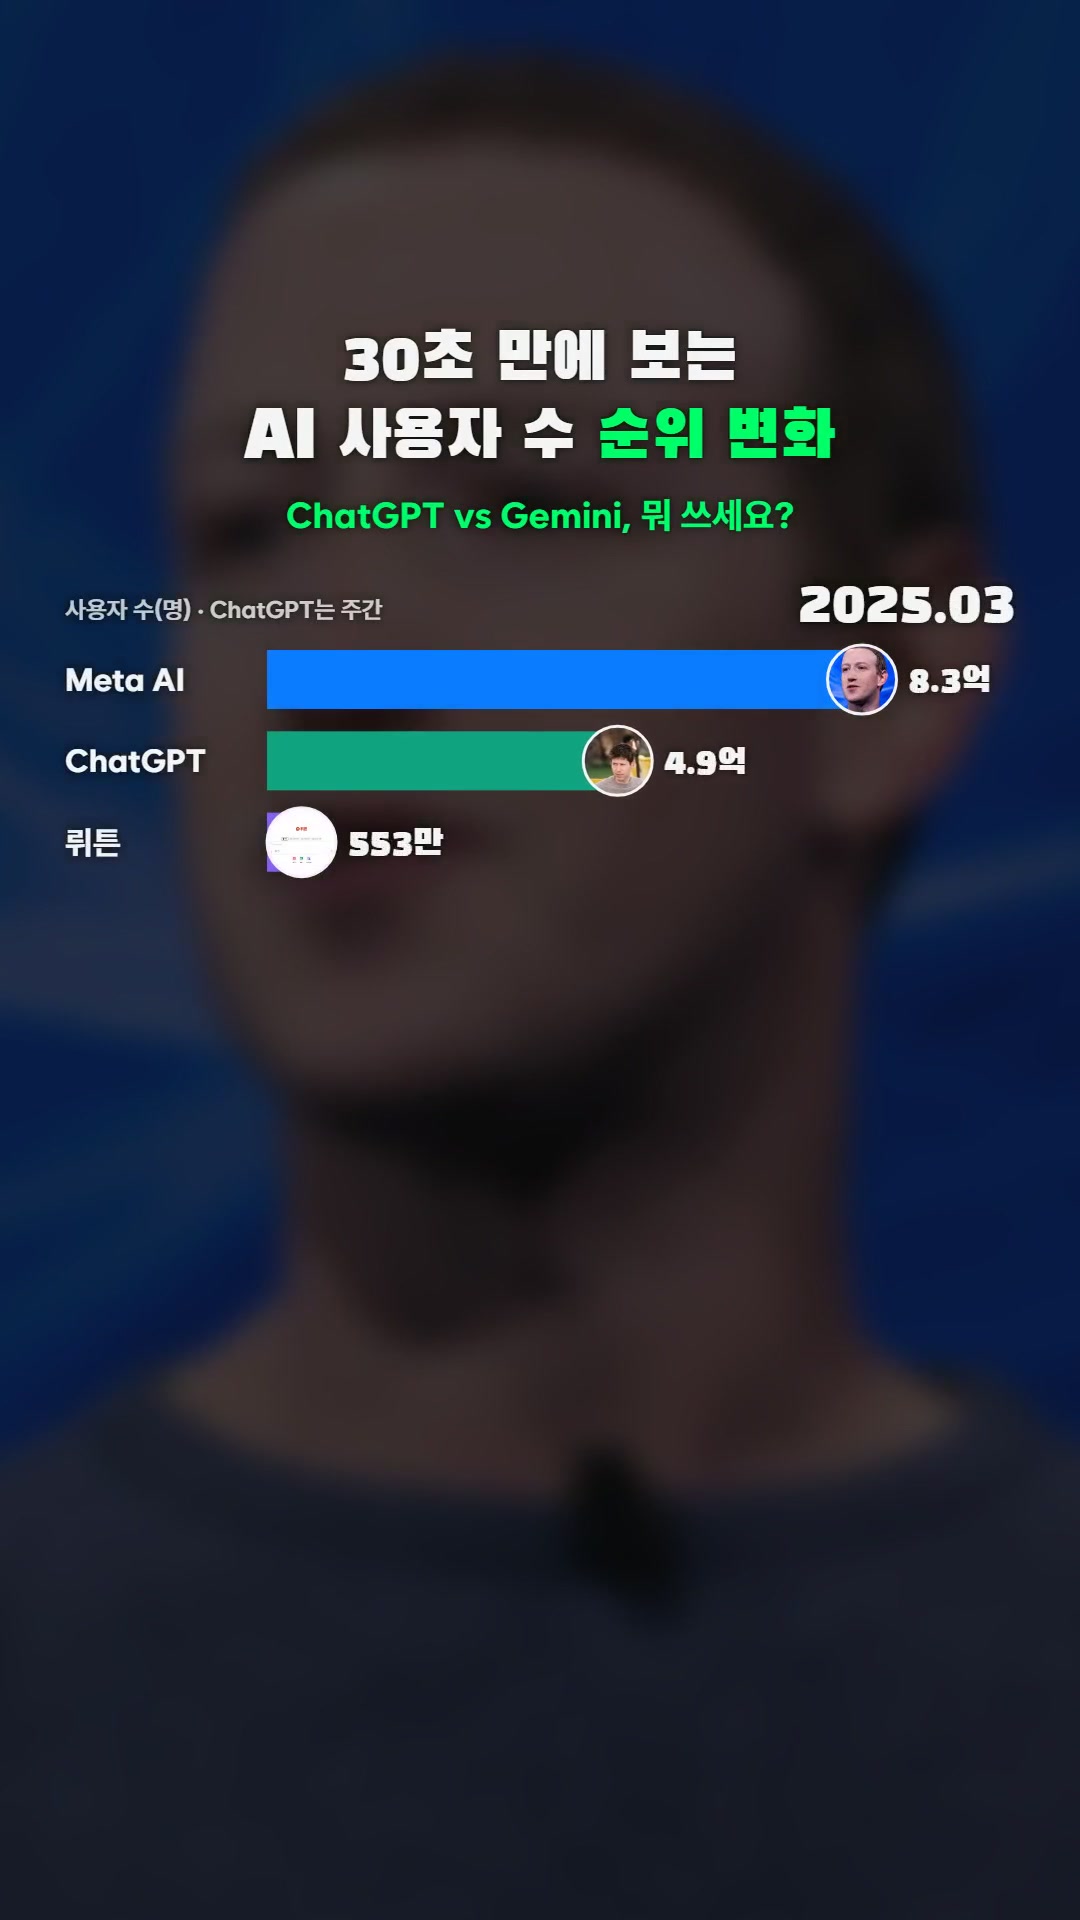 30초 만에 보는
AI 사용자 수 순위 변화
ChatGPT vs Gemini, 뭐 쓰세요?
사용자 수(명) · ChatGPT는 주간
2025.03
Meta AI 8.3억
ChatGPT 4.9억
뤼튼 553만